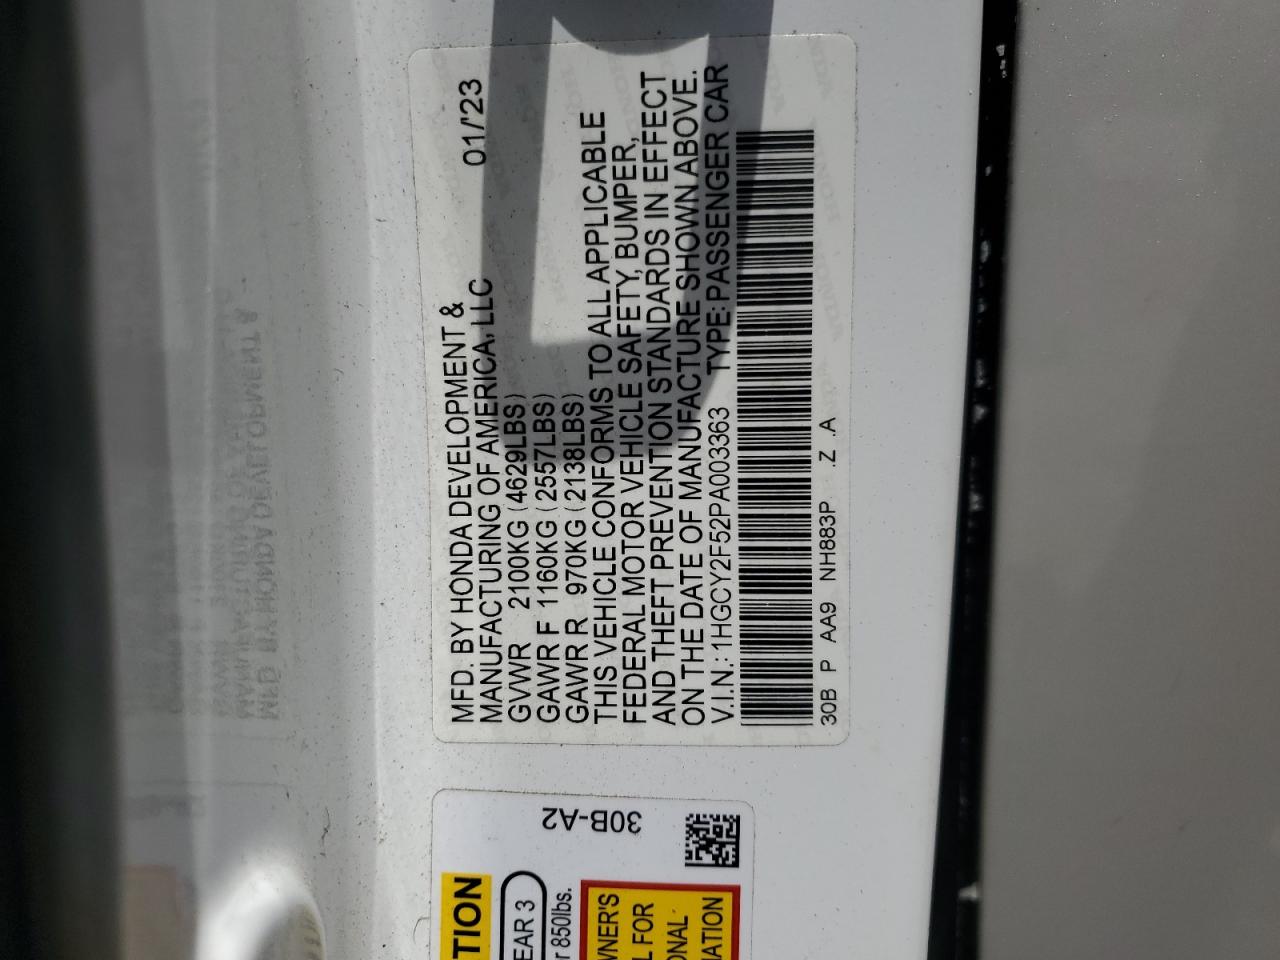 MFD. BY HONDA DEVELOPMENT &
MANUFACTURING OF AMERICA, LLC 01/'23
GVWR 2100KG (4629LBS)
GAWR F 1160KG (2557LBS)
GAWR R 970KG (2138LBS)
THIS VEHICLE CONFORMS TO ALL APPLICABLE
FEDERAL MOTOR VEHICLE SAFETY, BUMPER,
AND THEFT PREVENTION STANDARDS IN EFFECT
ON THE DATE OF MANUFACTURE SHOWN ABOVE.
V.I.N.: 1HGCY2F52PA003363 TYPE: PASSENGER CAR
30B P AA9 NH883P .Z .A
30B-A2
TION
EAR 3
r 850lbs.
WNER'S
L FOR
ONAL
MATION